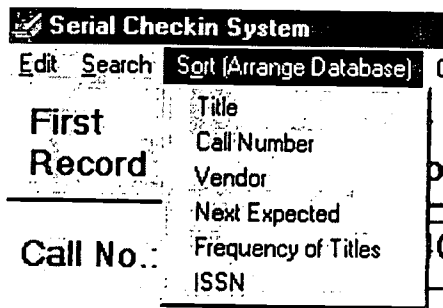 Serial Checkin System
Edit Search Sort (Arrange Database)
First
Record
Title
Call Number
Vendor
Next Expected
Frequency of Titles
ISSN
Call No.: